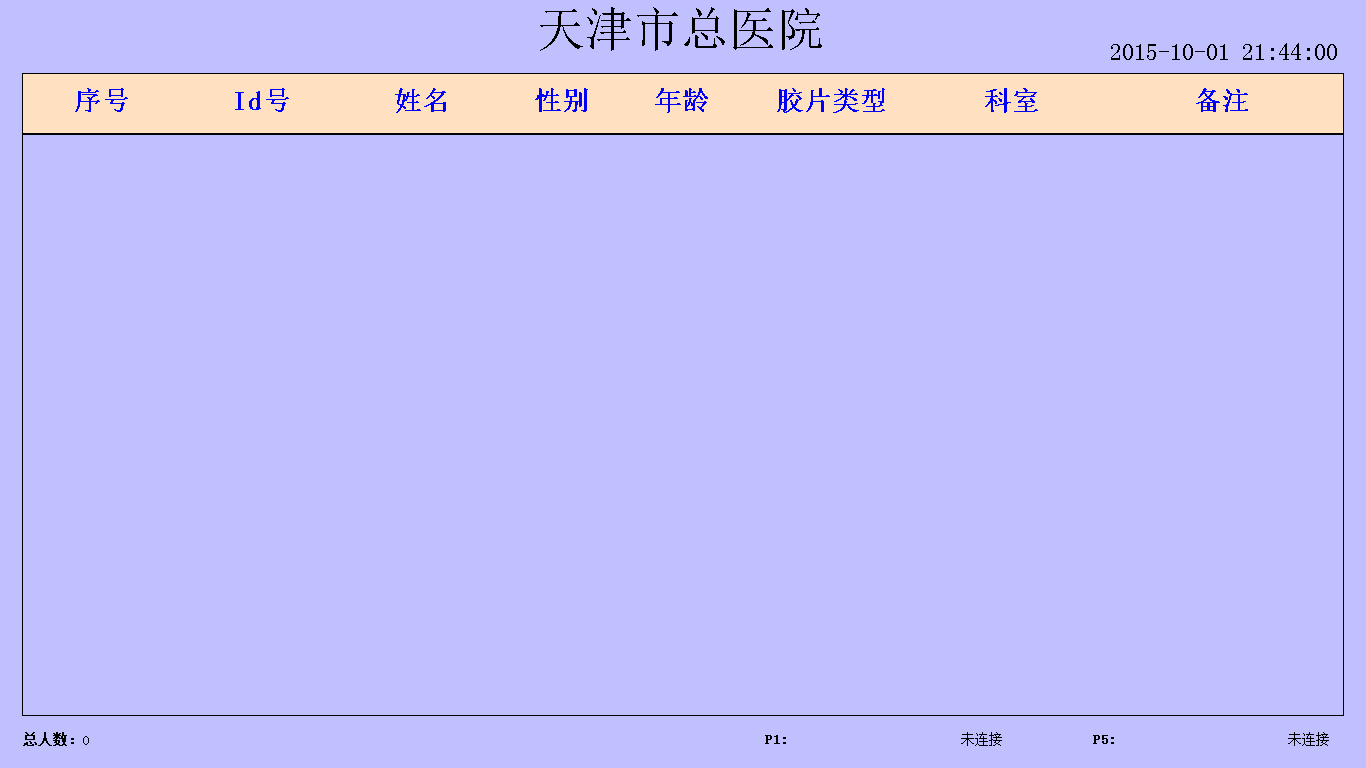 天津市总医院
2015-10-01 21:44:00
序号 Id号 姓名 性别 年龄 胶片类型 科室 备注
总人数: 0 P1: 未连接 P5: 未连接